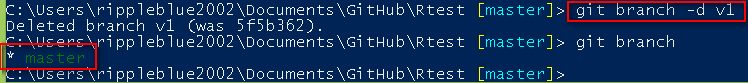 C:\Users\rippleblue2002\Documents\GitHub\Rtest [master]> git branch -d v1
Deleted branch v1 (was 5f5b362).
C:\Users\rippleblue2002\Documents\GitHub\Rtest [master]> git branch
* master
C:\Users\rippleblue2002\Documents\GitHub\Rtest [master]>